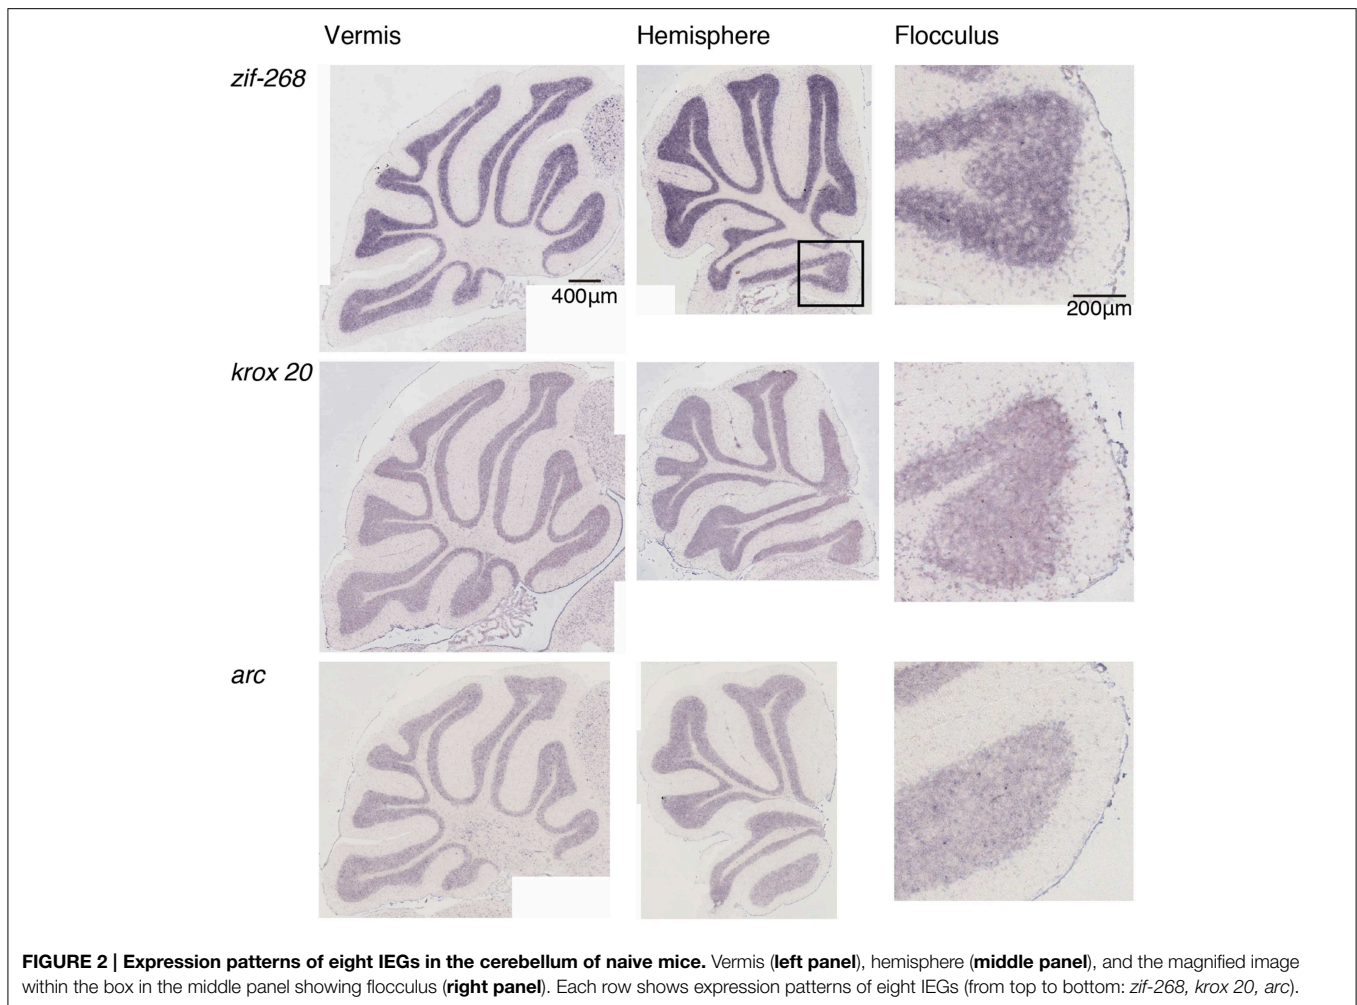 Vermis Hemisphere Flocculus
zif-268
400µm
200µm
krox 20
arc
FIGURE 2 | Expression patterns of eight IEGs in the cerebellum of naive mice. Vermis (left panel), hemisphere (middle panel), and the magnified image
within the box in the middle panel showing flocculus (right panel). Each row shows expression patterns of eight IEGs (from top to bottom: zif-268, krox 20, arc).